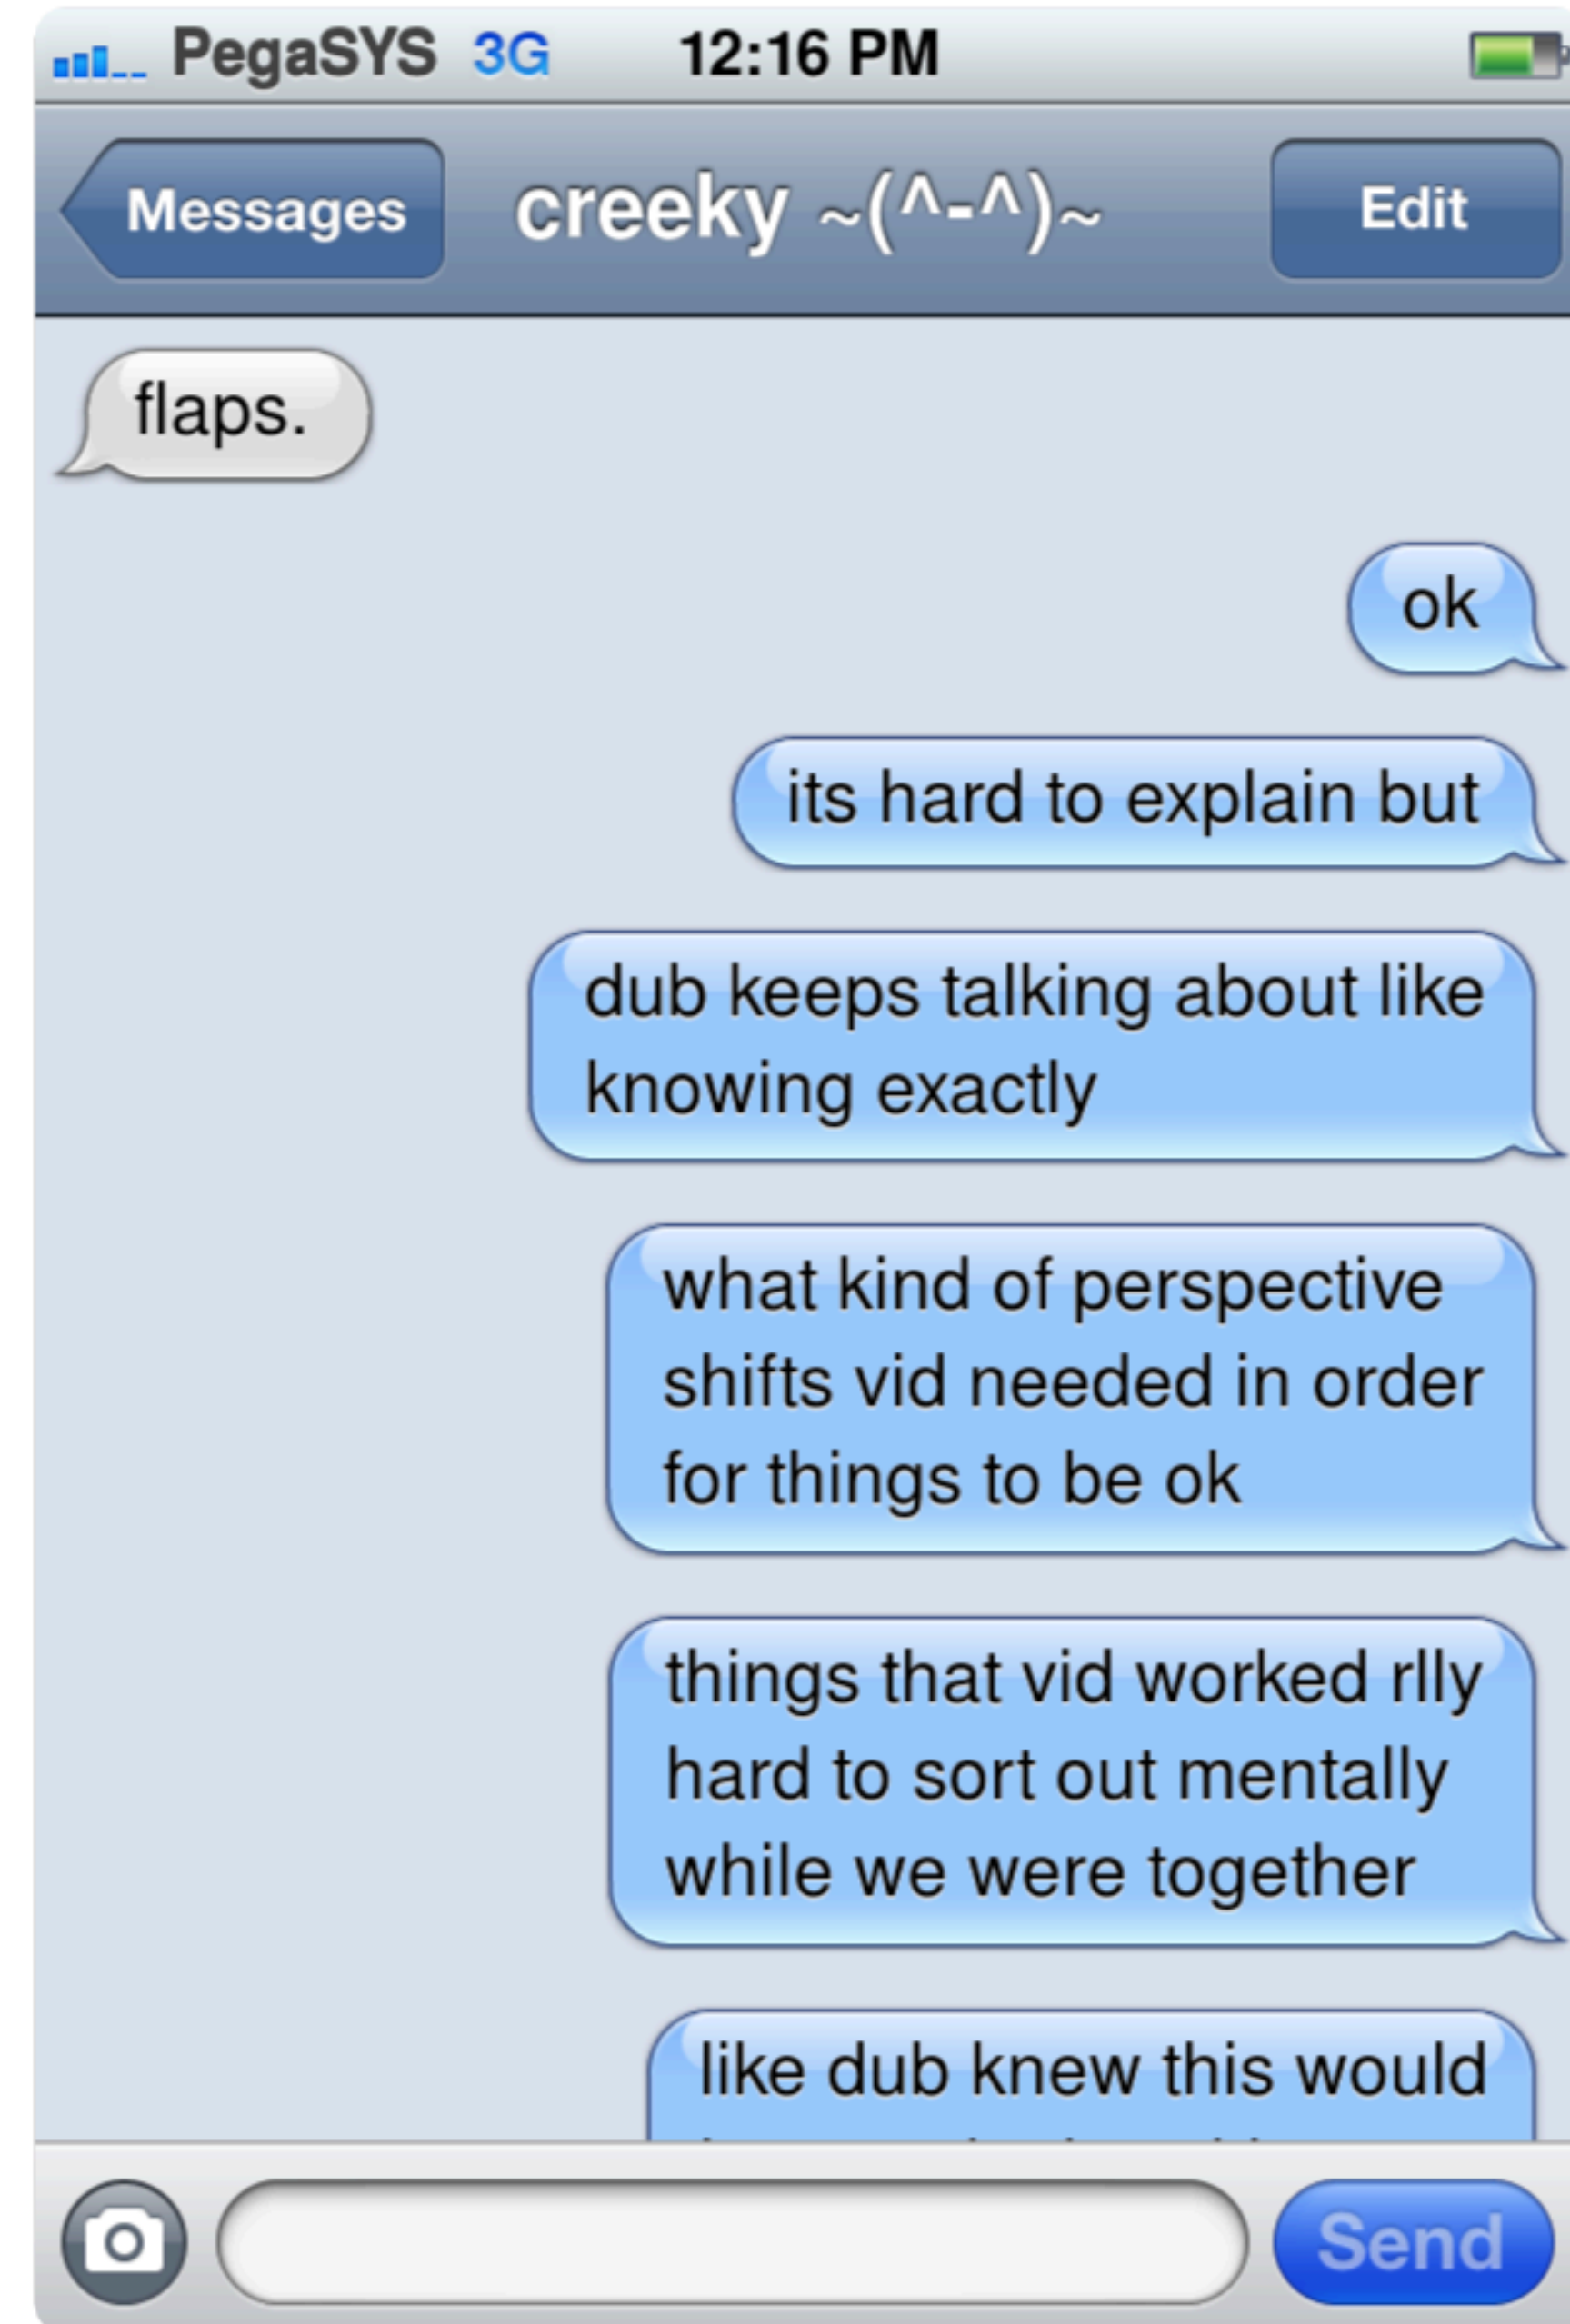 PegaSYS 3G 12:16 PM
Messages creeky ~(^-^)~ Edit
flaps.
ok
its hard to explain but
dub keeps talking about like
knowing exactly
what kind of perspective
shifts vid needed in order
for things to be ok
things that vid worked rlly
hard to sort out mentally
while we were together
like dub knew this would
Send